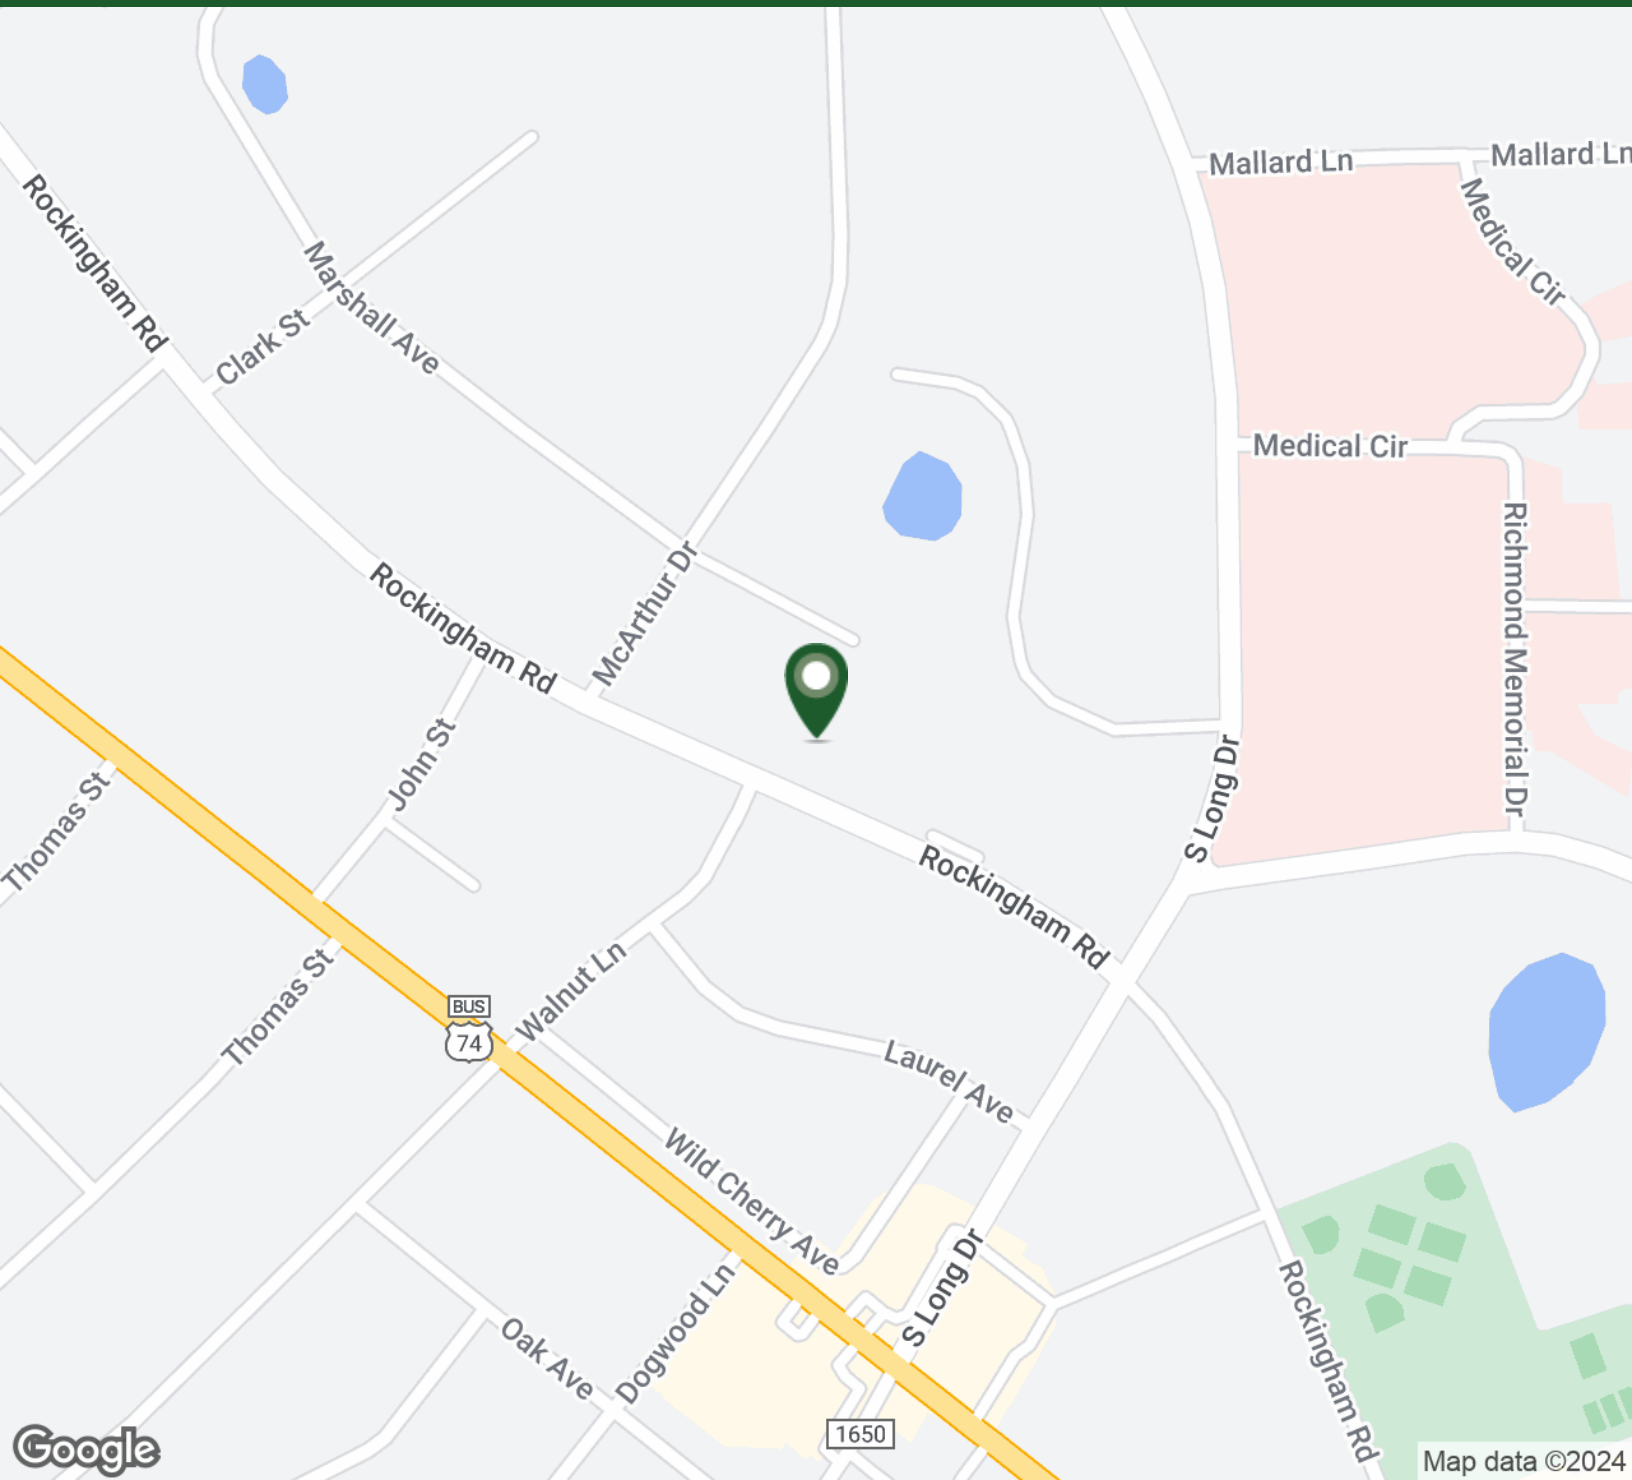 Mallard Ln
Mallard Ln
Rockingham Rd
Medical Cir
Marshall Ave
Clark St
Medical Cir
Richmond Memorial Dr
McArthur Dr
Rockingham Rd
John St
S Long Dr
Thomas St
Rockingham Rd
Thomas St
Walnut Ln
BUS
74
Laurel Ave
Wild Cherry Ave
S Long Dr
Dogwood Ln
Oak Ave
Rockingham Rd
1650
Google
Map data ©2024